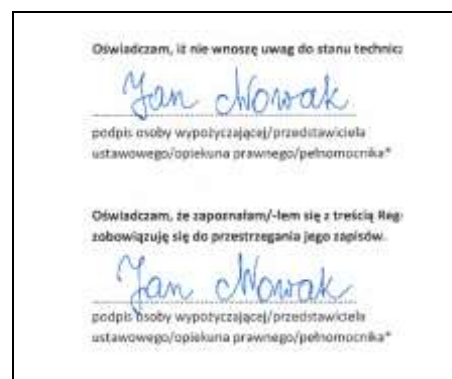 Oświadczam, iż nie wnoszę uwag do stanu technic
Jan Nowak
podpis osoby wypożyczającej/przedstawiciela
ustawowego/opiekuna prawnego/pełnomocnika*
Oświadczam, że zapoznałam/-łem się z treścią Reg
zobowiązuję się do przestrzegania jego zapisów.
Jan Nowak
podpis osoby wypożyczającej/przedstawiciela
ustawowego/opiekuna prawnego/pełnomocnika*